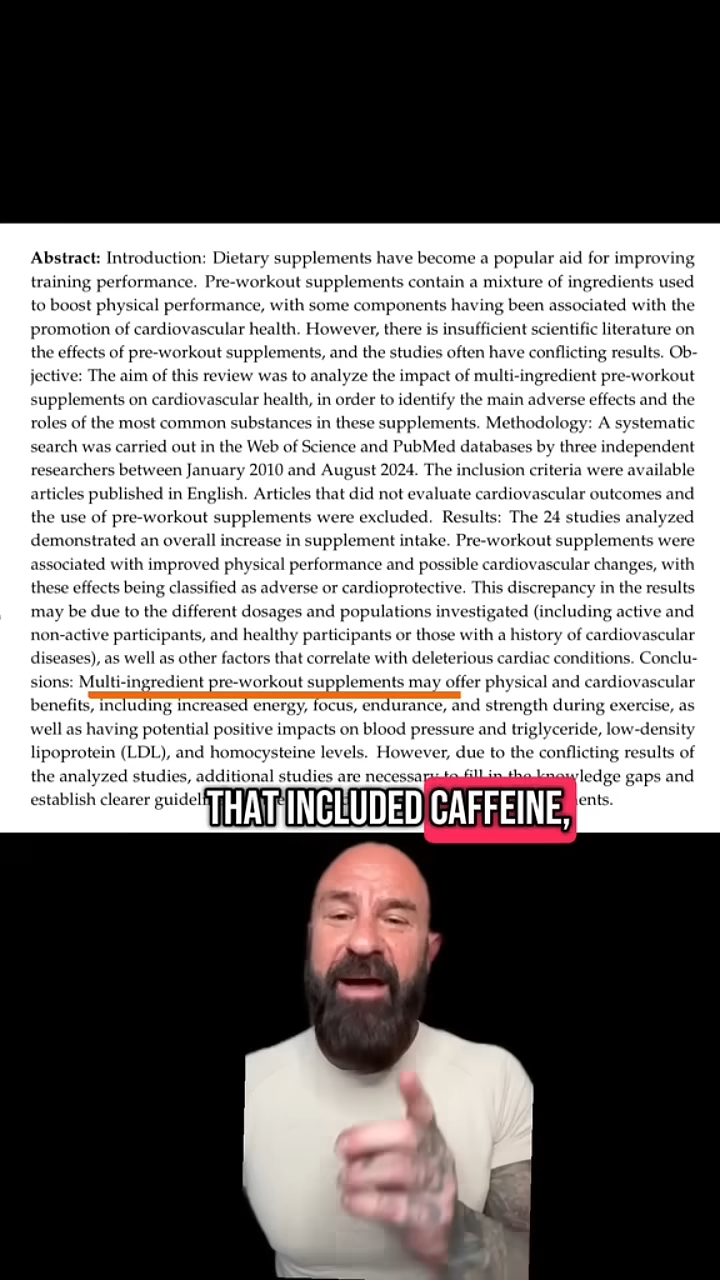 Abstract: Introduction: Dietary supplements have become a popular aid for improving
training performance. Pre-workout supplements contain a mixture of ingredients used
to boost physical performance, with some components having been associated with the
promotion of cardiovascular health. However, there is insufficient scientific literature on
the effects of pre-workout supplements, and the studies often have conflicting results. Ob-
jective: The aim of this review was to analyze the impact of multi-ingredient pre-workout
supplements on cardiovascular health, in order to identify the main adverse effects and the
roles of the most common substances in these supplements. Methodology: A systematic
search was carried out in the Web of Science and PubMed databases by three independent
researchers between January 2010 and August 2024. The inclusion criteria were available
articles published in English. Articles that did not evaluate cardiovascular outcomes and
the use of pre-workout supplements were excluded. Results: The 24 studies analyzed
demonstrated an overall increase in supplement intake. Pre-workout supplements were
associated with improved physical performance and possible cardiovascular changes, with
these effects being classified as adverse or cardioprotective. This discrepancy in the results
may be due to the different dosages and populations investigated (including active and
non-active participants, and healthy participants or those with a history of cardiovascular
diseases), as well as other factors that correlate with deleterious cardiac conditions. Conclu-
sions: Multi-ingredient pre-workout supplements may offer physical and cardiovascular
benefits, including increased energy, focus, endurance, and strength during exercise, as
well as having potential positive impacts on blood pressure and triglyceride, low-density
lipoprotein (LDL), and homocysteine levels. However, due to the conflicting results of
the analyzed studies, additional studies are necessary to fill in the knowledge gaps and
establish clearer
THAT INCLUDED CAFFEINE,